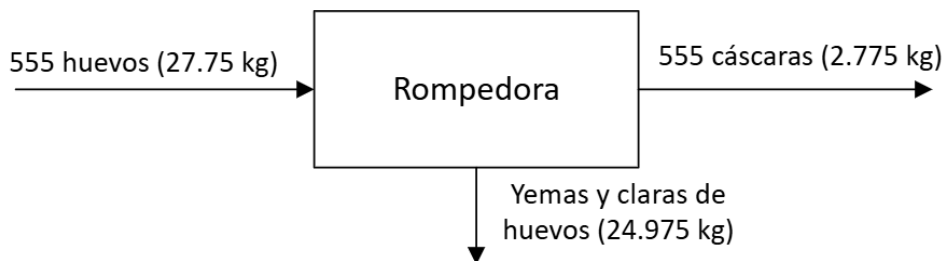 555 huevos (27.75 kg)
Rompedora
555 cáscaras (2.775 kg)
Yemas y claras de
huevos (24.975 kg)